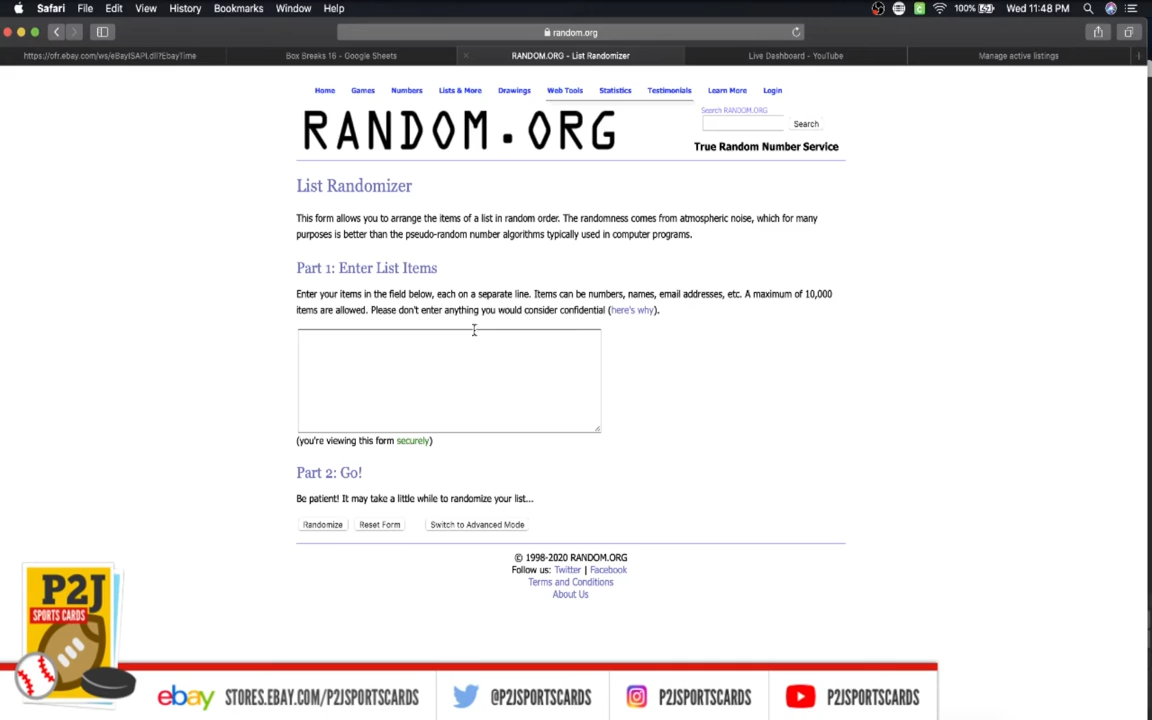 Safari File Edit View History Bookmarks Window Help 100% Wed 11:48 PM
random.org
https://ofr.ebay.com/ws/eBayISAPI.dll?EbayTime Box Breaks 16 - Google Sheets RANDOM.ORG - List Randomizer Live Dashboard - YouTube Manage active listings
Home Games Numbers Lists & More Drawings Web Tools Statistics Testimonials Learn More Login
RANDOM.ORG
Search RANDOM.ORG
Search
True Random Number Service
List Randomizer
This form allows you to arrange the items of a list in random order. The randomness comes from atmospheric noise, which for many
purposes is better than the pseudo-random number algorithms typically used in computer programs.
Part 1: Enter List Items
Enter your items in the field below, each on a separate line. Items can be numbers, names, email addresses, etc. A maximum of 10,000
items are allowed. Please don't enter anything you would consider confidential (here's why).
(you're viewing this form securely)
Part 2: Go!
Be patient! It may take a little while to randomize your list...
Randomize Reset Form Switch to Advanced Mode
© 1998-2020 RANDOM.ORG
Follow us: Twitter | Facebook
Terms and Conditions
About Us
P2J
SPORTS CARDS
ebay STORES.EBAY.COM/P2JSPORTSCARDS @P2JSPORTSCARDS P2JSPORTSCARDS P2JSPORTSCARDS